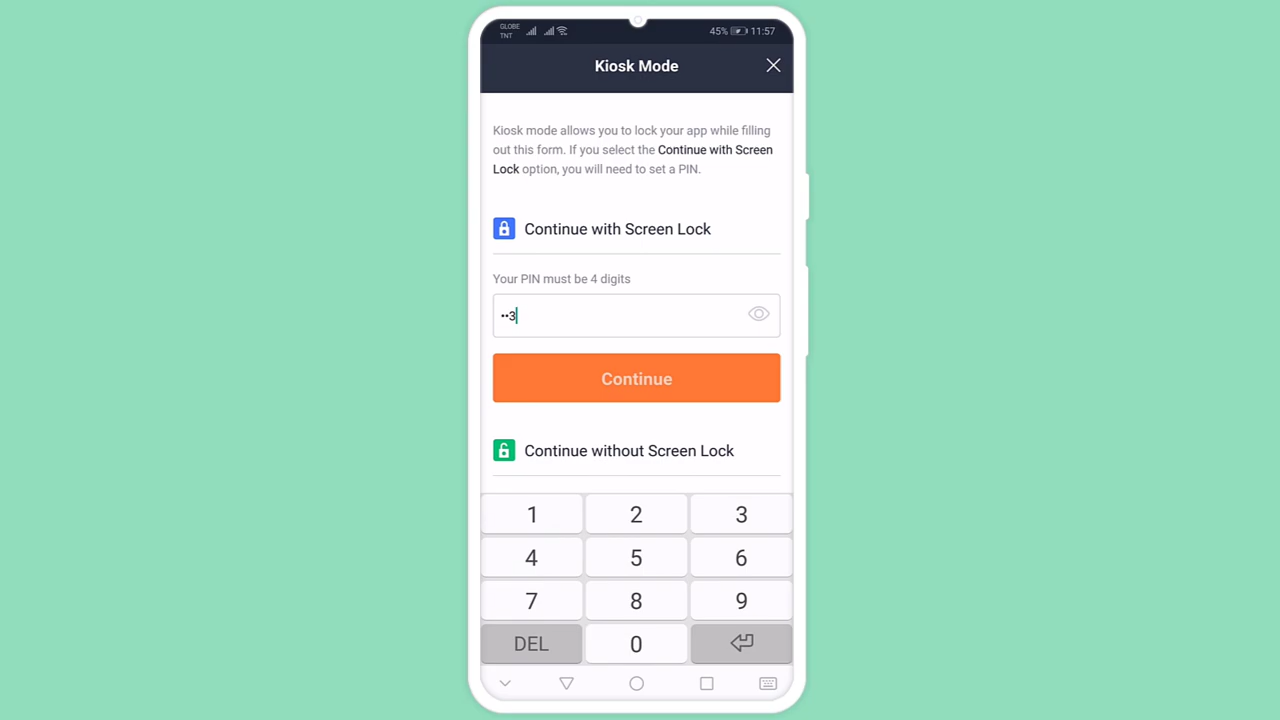 GLOBE
TNT
45% 11:57
Kiosk Mode
Kiosk mode allows you to lock your app while filling
out this form. If you select the Continue with Screen
Lock option, you will need to set a PIN.
Continue with Screen Lock
Your PIN must be 4 digits
••3
Continue
Continue without Screen Lock
1 2 3
4 5 6
7 8 9
DEL 0